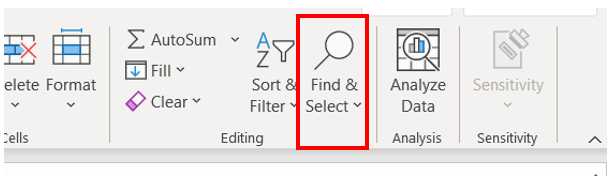 elete
Format
AutoSum
Fill
Clear
Sort &
Filter
Find &
Select
Analyze
Data
Sensitivity
Cells
Editing
Analysis
Sensitivity